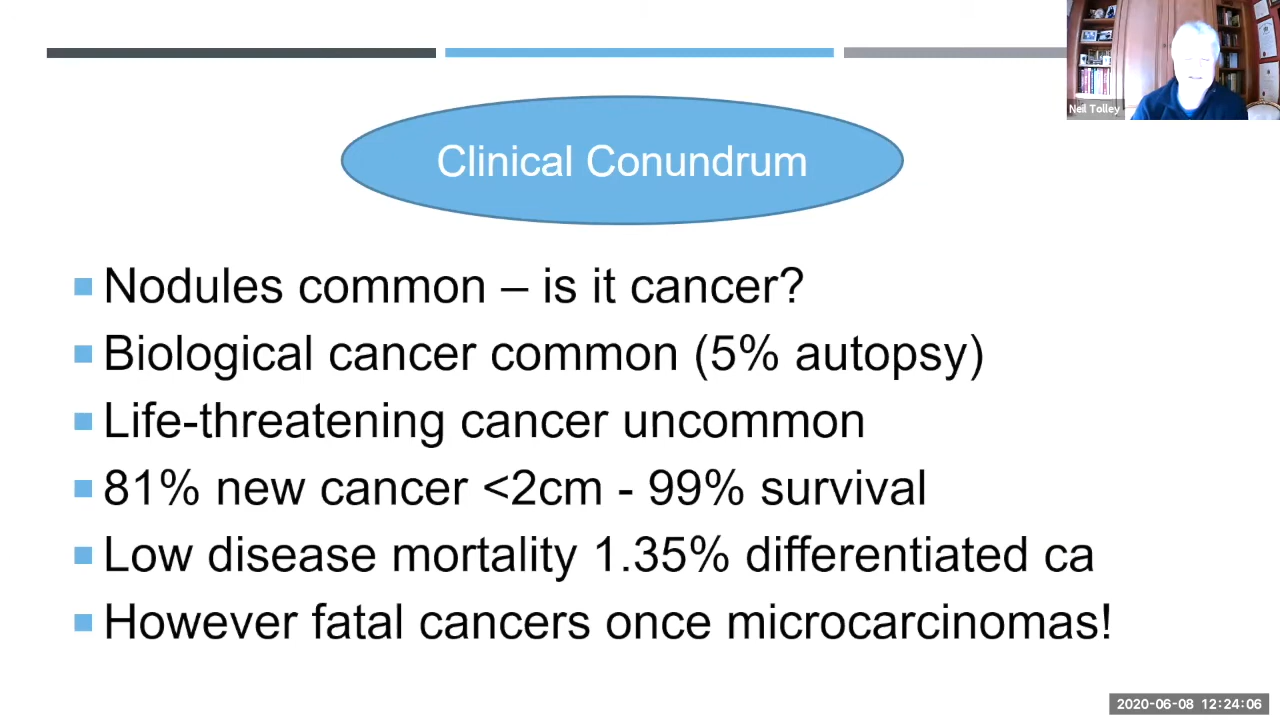 Neil Tolley
Clinical Conundrum
Nodules common – is it cancer?
Biological cancer common (5% autopsy)
Life-threatening cancer uncommon
81% new cancer <2cm - 99% survival
Low disease mortality 1.35% differentiated ca
However fatal cancers once microcarcinomas!
2020-06-08 12:24:06